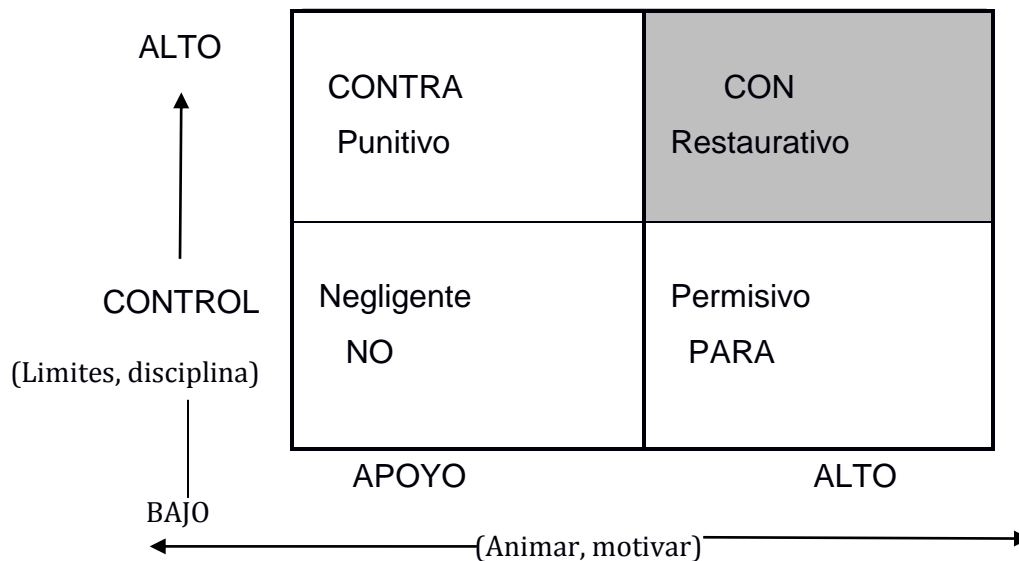 ALTO
CONTRA
Punitivo
CON
Restaurativo
CONTROL
(Limites, disciplina)
Negligente
NO
Permisivo
PARA
APOYO
ALTO
BAJO
(Animar, motivar)